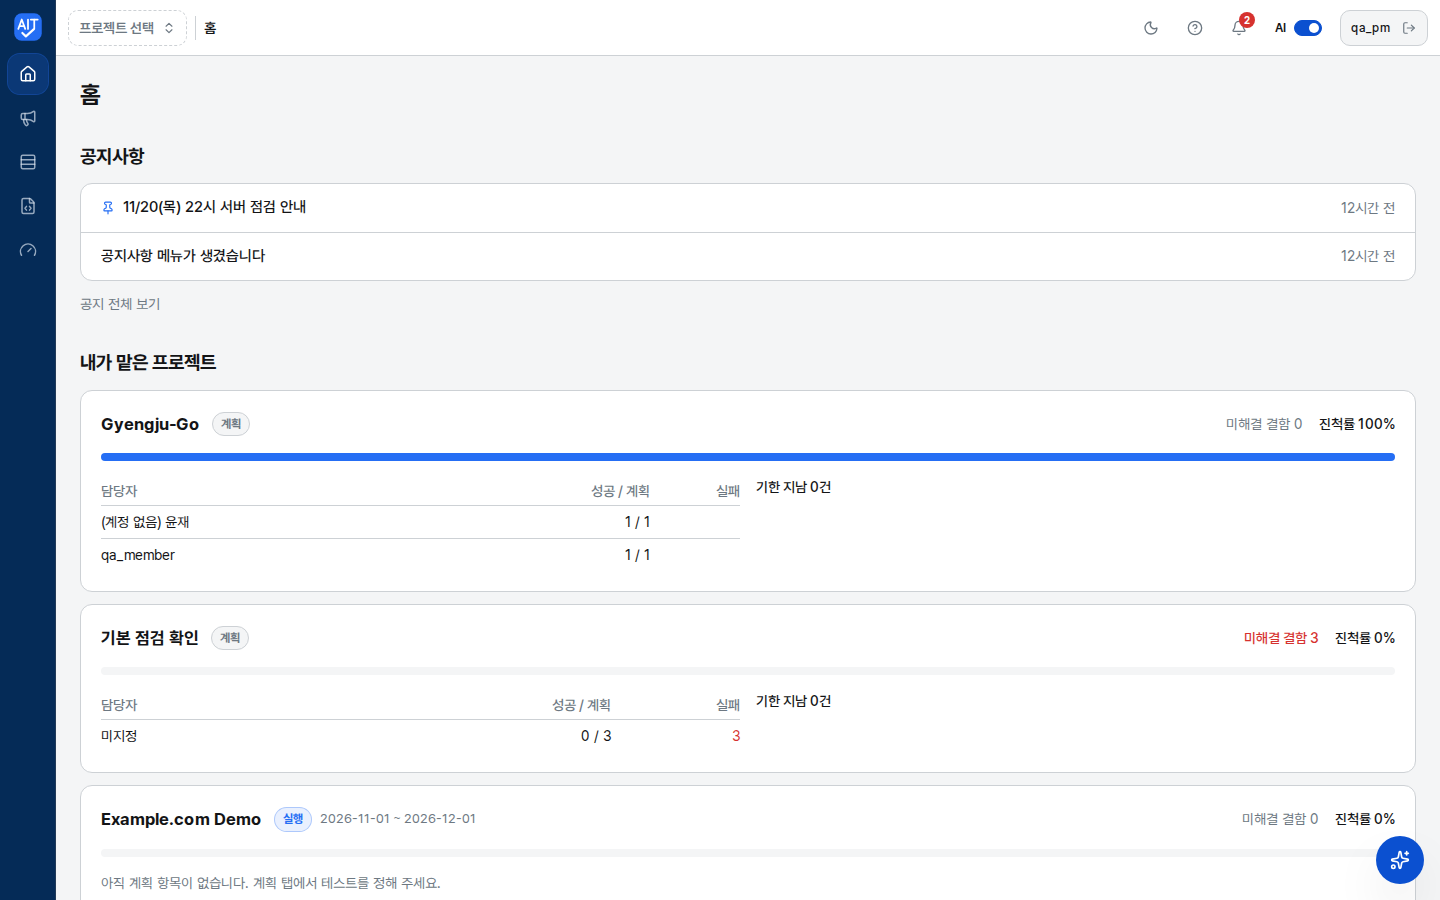 AIT
프로젝트 선택
홈
2
AI
qa_pm
홈
공지사항
11/20(목) 22시 서버 점검 안내
12시간 전
공지사항 메뉴가 생겼습니다
12시간 전
공지 전체 보기
내가 맡은 프로젝트
Gyengju-Go 계획 미해결 결함 0 진척률 100%
담당자 성공 / 계획 실패 기한 지남 0건
(계정 없음) 윤재 1 / 1
qa_member 1 / 1
기본 점검 확인 계획 미해결 결함 3 진척률 0%
담당자 성공 / 계획 실패 기한 지남 0건
미지정 0 / 3 3
Example.com Demo 실행 2026-11-01 ~ 2026-12-01 미해결 결함 0 진척률 0%
아직 계획 항목이 없습니다. 계획 탭에서 테스트를 정해 주세요.